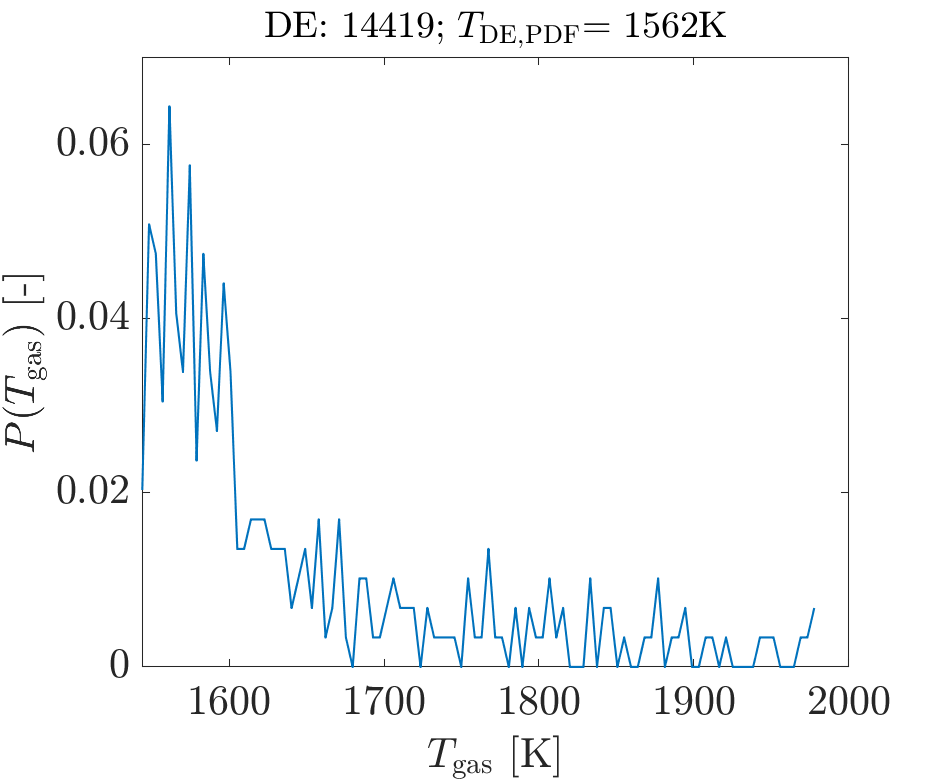 DE: 14419; T_DE,PDF= 1562K
0.06
0.04
0.02
0
P(T_gas) [-]
1600 1700 1800 1900 2000
T_gas [K]